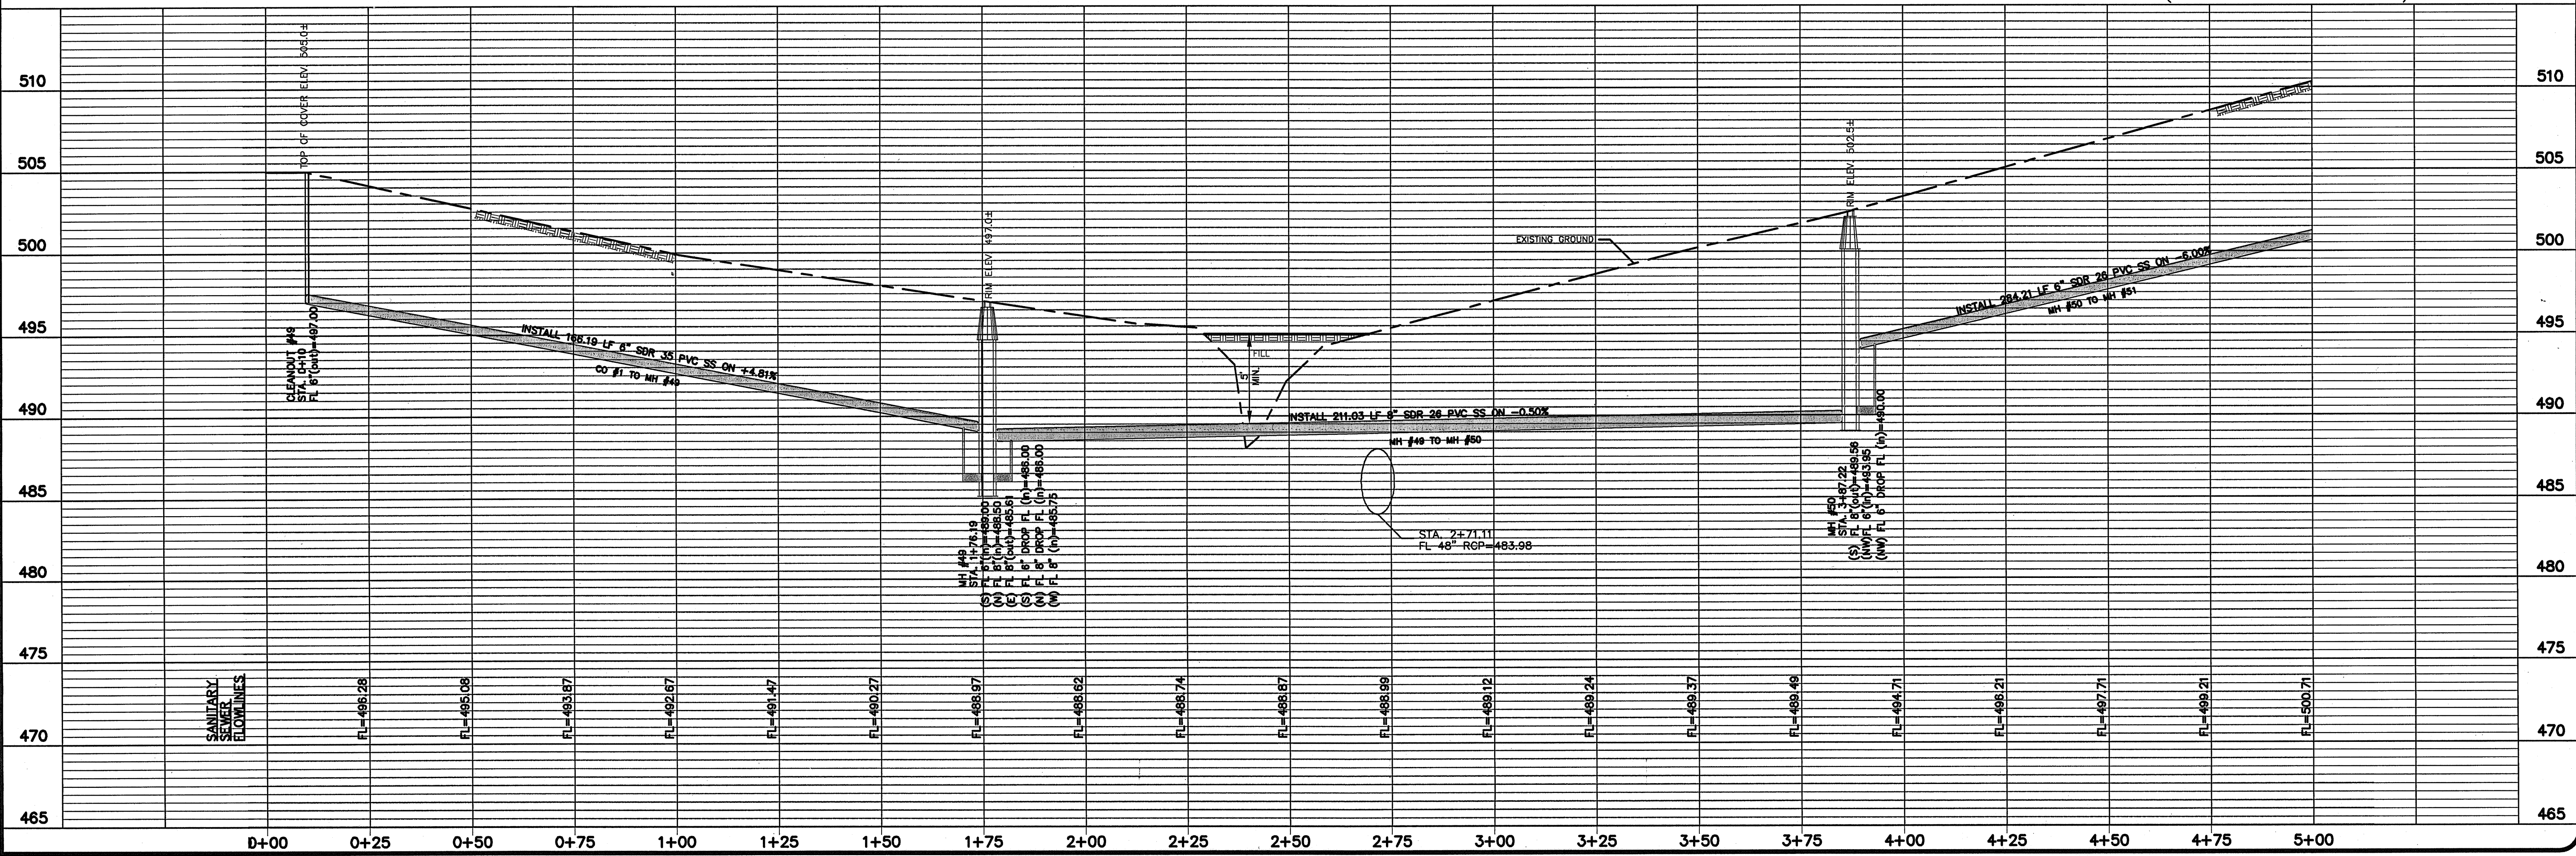 510
505
500
495
490
485
480
475
470
465
TOP OF COVER ELEV. 505.0±
CLEANOUT #49
STA. 0+10
FL 6"(out)=497.00
INSTALL 166.19 LF 6" SDR 35 PVC SS ON +4.81%
CO #1 TO MH #49
RIM ELEV. 497.0±
MH #49
STA. 1+76.19
(S) FL 6"(in)=489.00
(N) FL 8"(in)=488.50
(E) FL 8"(out)=485.61
(S) FL 6" DROP FL (in)=486.00
(N) FL 8" DROP FL (in)=486.00
(W) FL 8" (in)=485.75
FILL
5'
MIN.
INSTALL 211.03 LF 8" SDR 26 PVC SS ON -0.50%
MH #49 TO MH #50
STA. 2+71.11
FL 48" RCP=483.98
EXISTING GROUND
RIM ELEV. 502.5±
MH #50
STA. 3+87.22
(S) FL 8"(out)=489.56
(NW) FL 6"(in)=493.95
(NW) FL 6" DROP FL (in)=490.00
INSTALL 284.21 LF 6" SDR 26 PVC SS ON -6.00%
MH #50 TO MH #51
510
505
500
495
490
485
480
475
470
465
SANITARY
SEWER
FLOWLINES
FL=496.28
FL=495.08
FL=493.87
FL=492.67
FL=491.47
FL=490.27
FL=488.97
FL=488.62
FL=488.74
FL=488.87
FL=488.99
FL=489.12
FL=489.24
FL=489.37
FL=489.49
FL=494.71
FL=496.21
FL=497.71
FL=499.21
FL=500.71
0+00 0+25 0+50 0+75 1+00 1+25 1+50 1+75 2+00 2+25 2+50 2+75 3+00 3+25 3+50 3+75 4+00 4+25 4+50 4+75 5+00